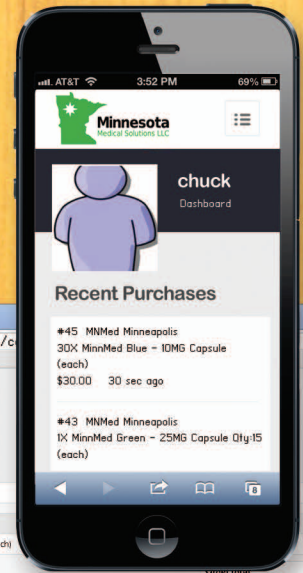 AT&T 3:52 PM 69%
Minnesota
Medical Solutions LLC
chuck
Dashboard
Recent Purchases
#45 MNMed Minneapolis
30X MinnMed Blue - 10MG Capsule
(each)
$30.00 30 sec ago
#43 MNMed Minneapolis
1X MinnMed Green - 25MG Capsule Qty:15
(each)
8